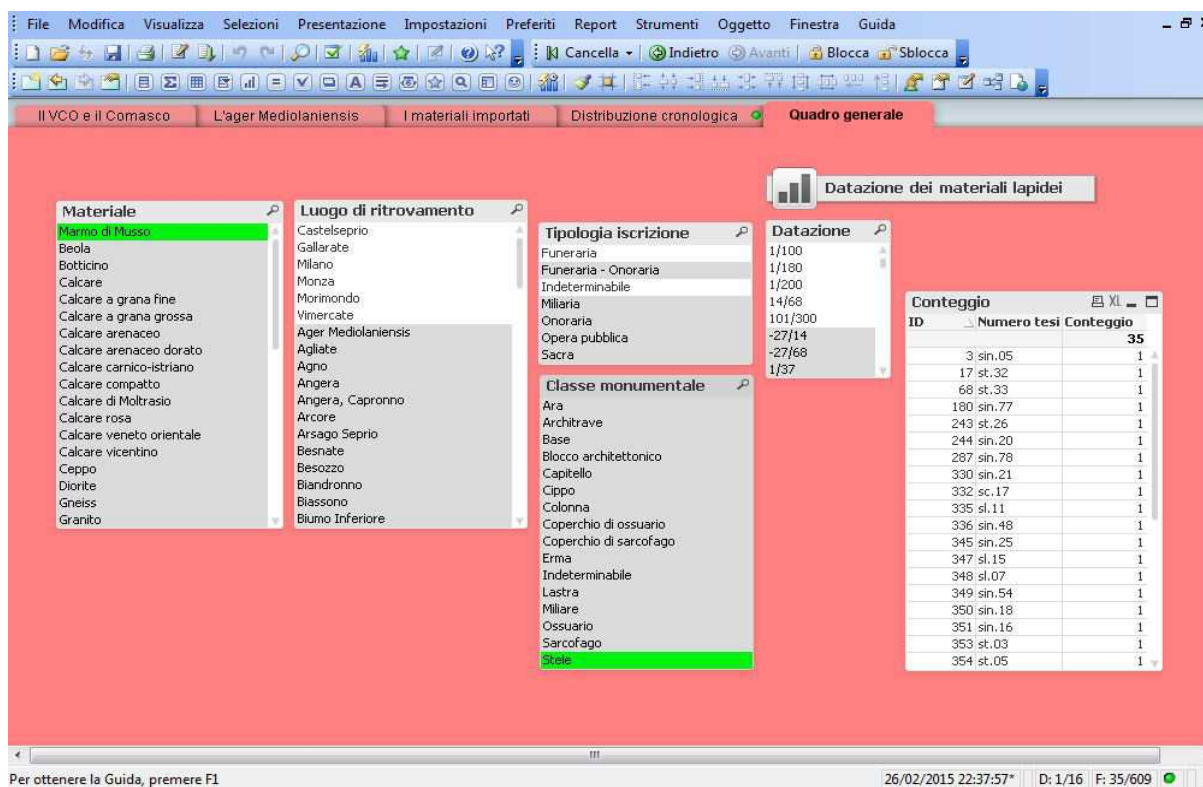 File Modifica Visualizza Selezioni Presentazione Impostazioni Preferiti Report Strumenti Oggetto Finestra Guida
Cancella Indietro Avanti Blocca Sblocca
Il VCO e il Comasco L'ager Mediolaniensis I materiali importati Distribuzione cronologica Quadro generale
Datazione dei materiali lapidei
Materiale
Marmo di Musso
Beola
Botticino
Calcare
Calcare a grana fine
Calcare a grana grossa
Calcare arenaceo
Calcare arenaceo dorato
Calcare carnico-istriano
Calcare compatto
Calcare di Moltrasio
Calcare rosa
Calcare veneto orientale
Calcare vicentino
Ceppo
Diorite
Gneiss
Granito
Luogo di ritrovamento
Castelseprio
Gallarate
Milano
Monza
Morimondo
Vimercate
Ager Mediolaniensis
Agliate
Agno
Angera
Angera, Capronno
Arcore
Arsago Seprio
Besnate
Besozzo
Biandronno
Biassono
Biumo Inferiore
Tipologia iscrizione
Funeraria
Funeraria - Onoraria
Indeterminabile
Miliaria
Onoraria
Opera pubblica
Sacra
Classe monumentale
Ara
Architrave
Base
Blocco architettonico
Capitello
Cippo
Colonna
Coperchio di ossuario
Coperchio di sarcofago
Erma
Indeterminabile
Lastra
Miliare
Ossuario
Sarcofago
Stele
Datazione
1/100
1/180
1/200
14/68
101/300
-27/14
-27/68
1/37
Conteggio XL
ID Numero tesi Conteggio
35
3 sin.05 1
17 st.32 1
68 st.33 1
180 sin.77 1
243 st.26 1
244 sin.20 1
287 sin.78 1
330 sin.21 1
332 sc.17 1
335 sl.11 1
336 sin.48 1
345 sin.25 1
347 sl.15 1
348 sl.07 1
349 sin.54 1
350 sin.18 1
351 sin.16 1
353 st.03 1
354 st.05 1
Per ottenere la Guida, premere F1 26/02/2015 22:37:57* D: 1/16 F: 35/609